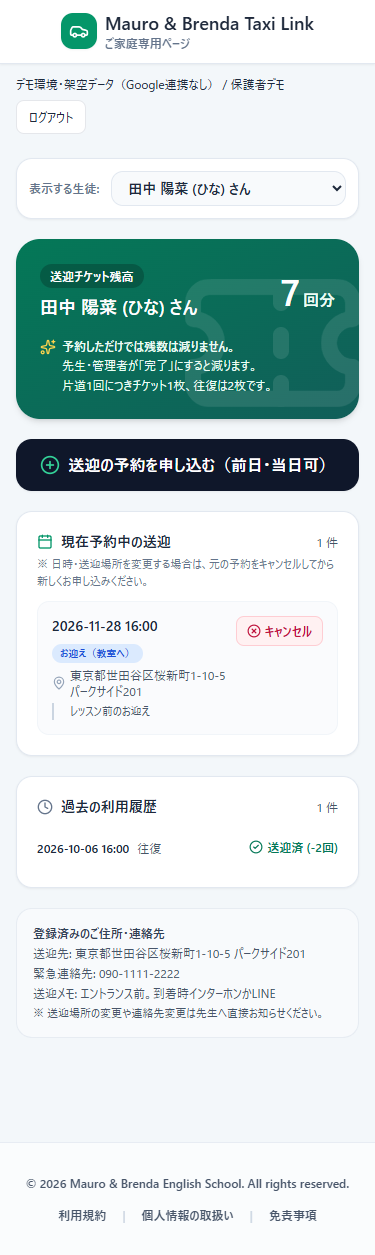 Mauro & Brenda Taxi Link
ご家庭専用ページ
デモ環境・架空データ（Google連携なし） / 保護者デモ
ログアウト
表示する生徒: 田中 陽菜 (ひな) さん
送迎チケット残高
田中 陽菜 (ひな) さん
7 回分
予約しただけでは残数は減りません。
先生・管理者が「完了」にすると減ります。
片道1回につきチケット1枚、往復は2枚です。
送迎の予約を申し込む（前日・当日可）
現在予約中の送迎 1 件
※ 日時・送迎場所を変更する場合は、元の予約をキャンセルしてから
新しくお申し込みください。
2026-11-28 16:00
キャンセル
お迎え（教室へ）
東京都世田谷区桜新町1-10-5
パークサイド201
レッスン前のお迎え
過去の利用履歴 1 件
2026-10-06 16:00 往復 送迎済 (-2回)
登録済みのご住所・連絡先
送迎先: 東京都世田谷区桜新町1-10-5 パークサイド201
緊急連絡先: 090-1111-2222
送迎メモ: エントランス前。到着時インターホンかLINE
※ 送迎場所の変更や連絡先変更は先生へ直接お知らせください。
© 2026 Mauro & Brenda English School. All rights reserved.
利用規約 | 個人情報の取扱い | 免責事項